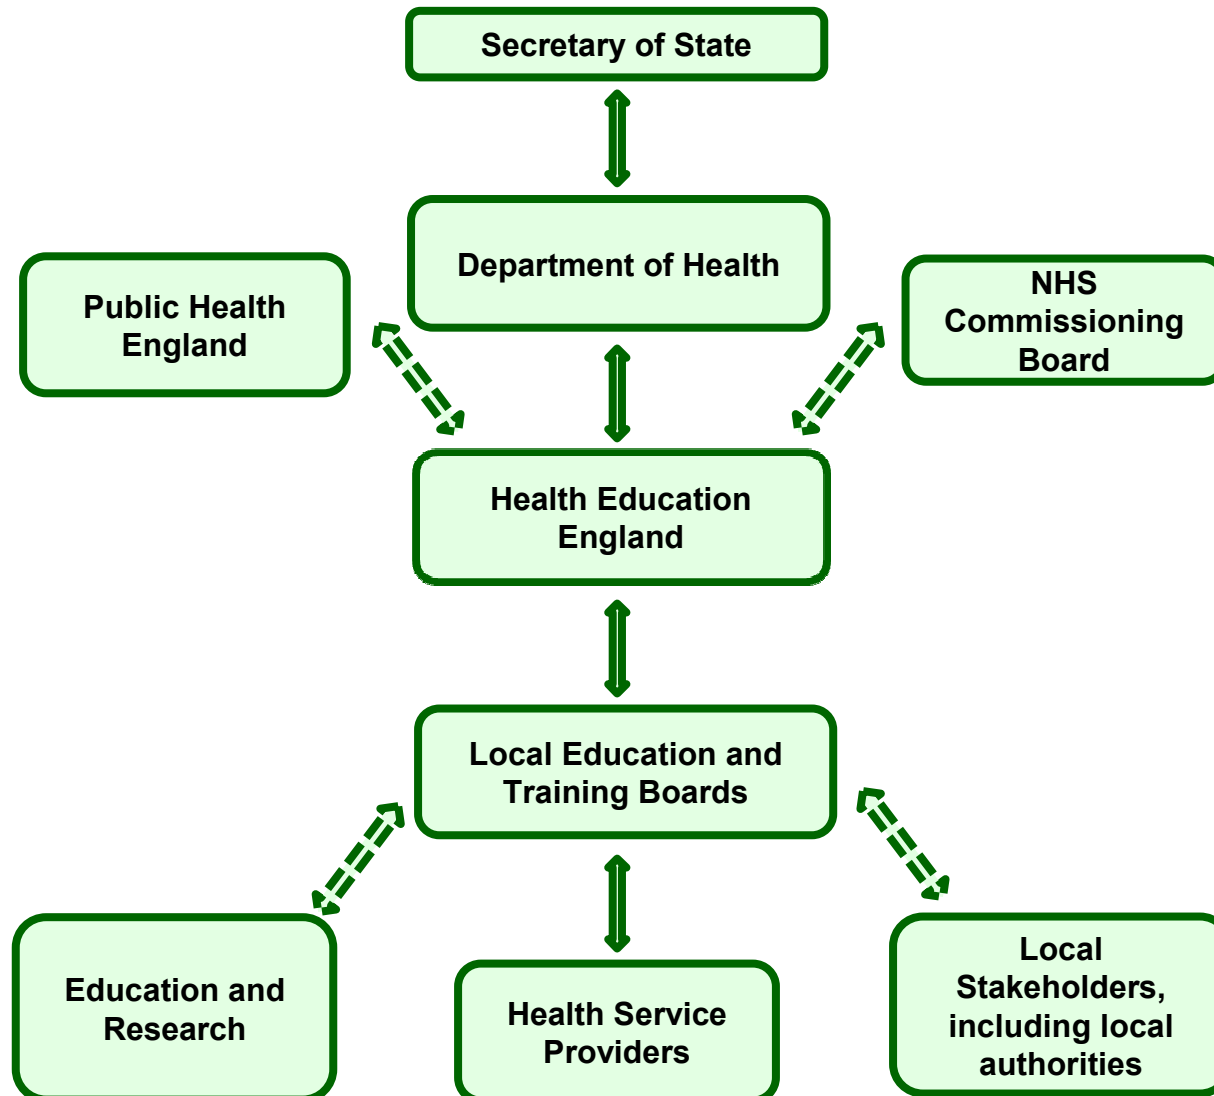 Secretary of State
Department of Health
Public Health
England
NHS
Commissioning
Board
Health Education
England
Local Education and
Training Boards
Education and
Research
Health Service
Providers
Local
Stakeholders,
including local
authorities